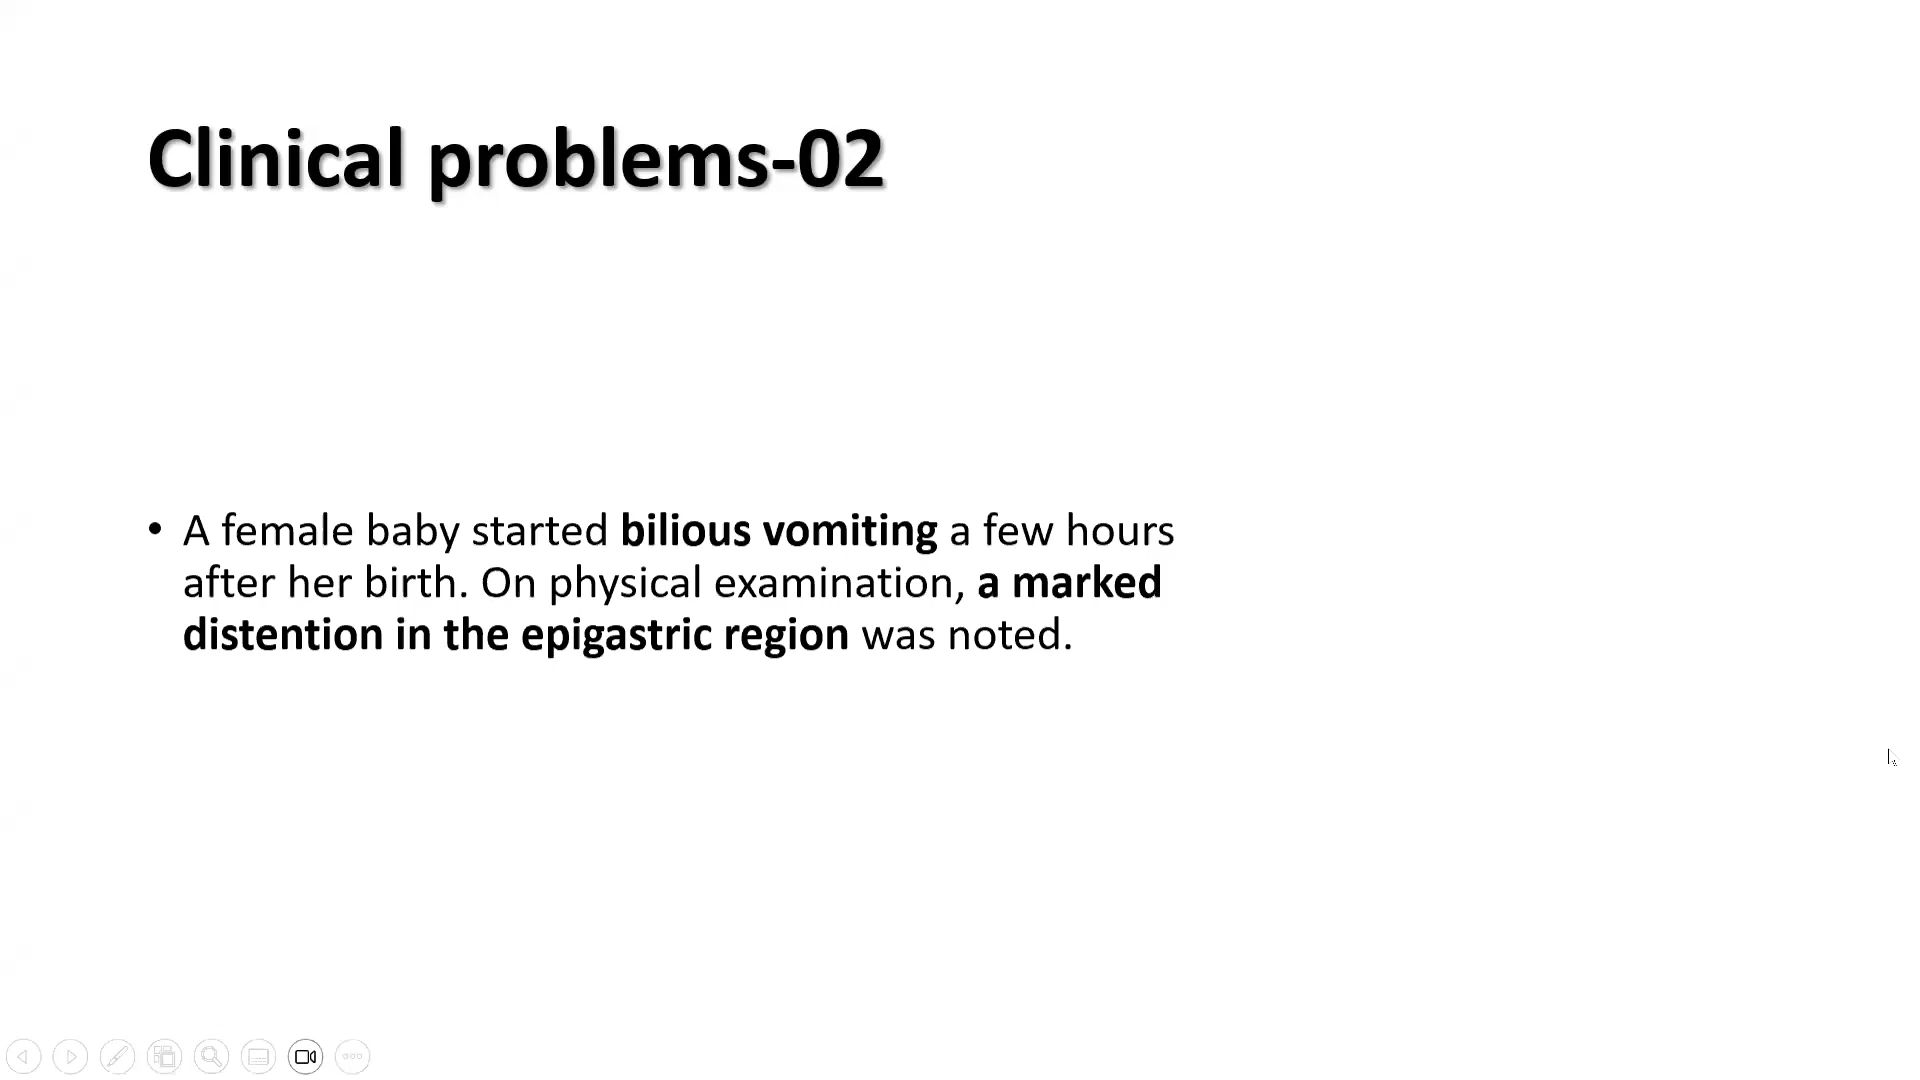 Clinical problems-02
• A female baby started bilious vomiting a few hours
after her birth. On physical examination, a marked
distention in the epigastric region was noted.